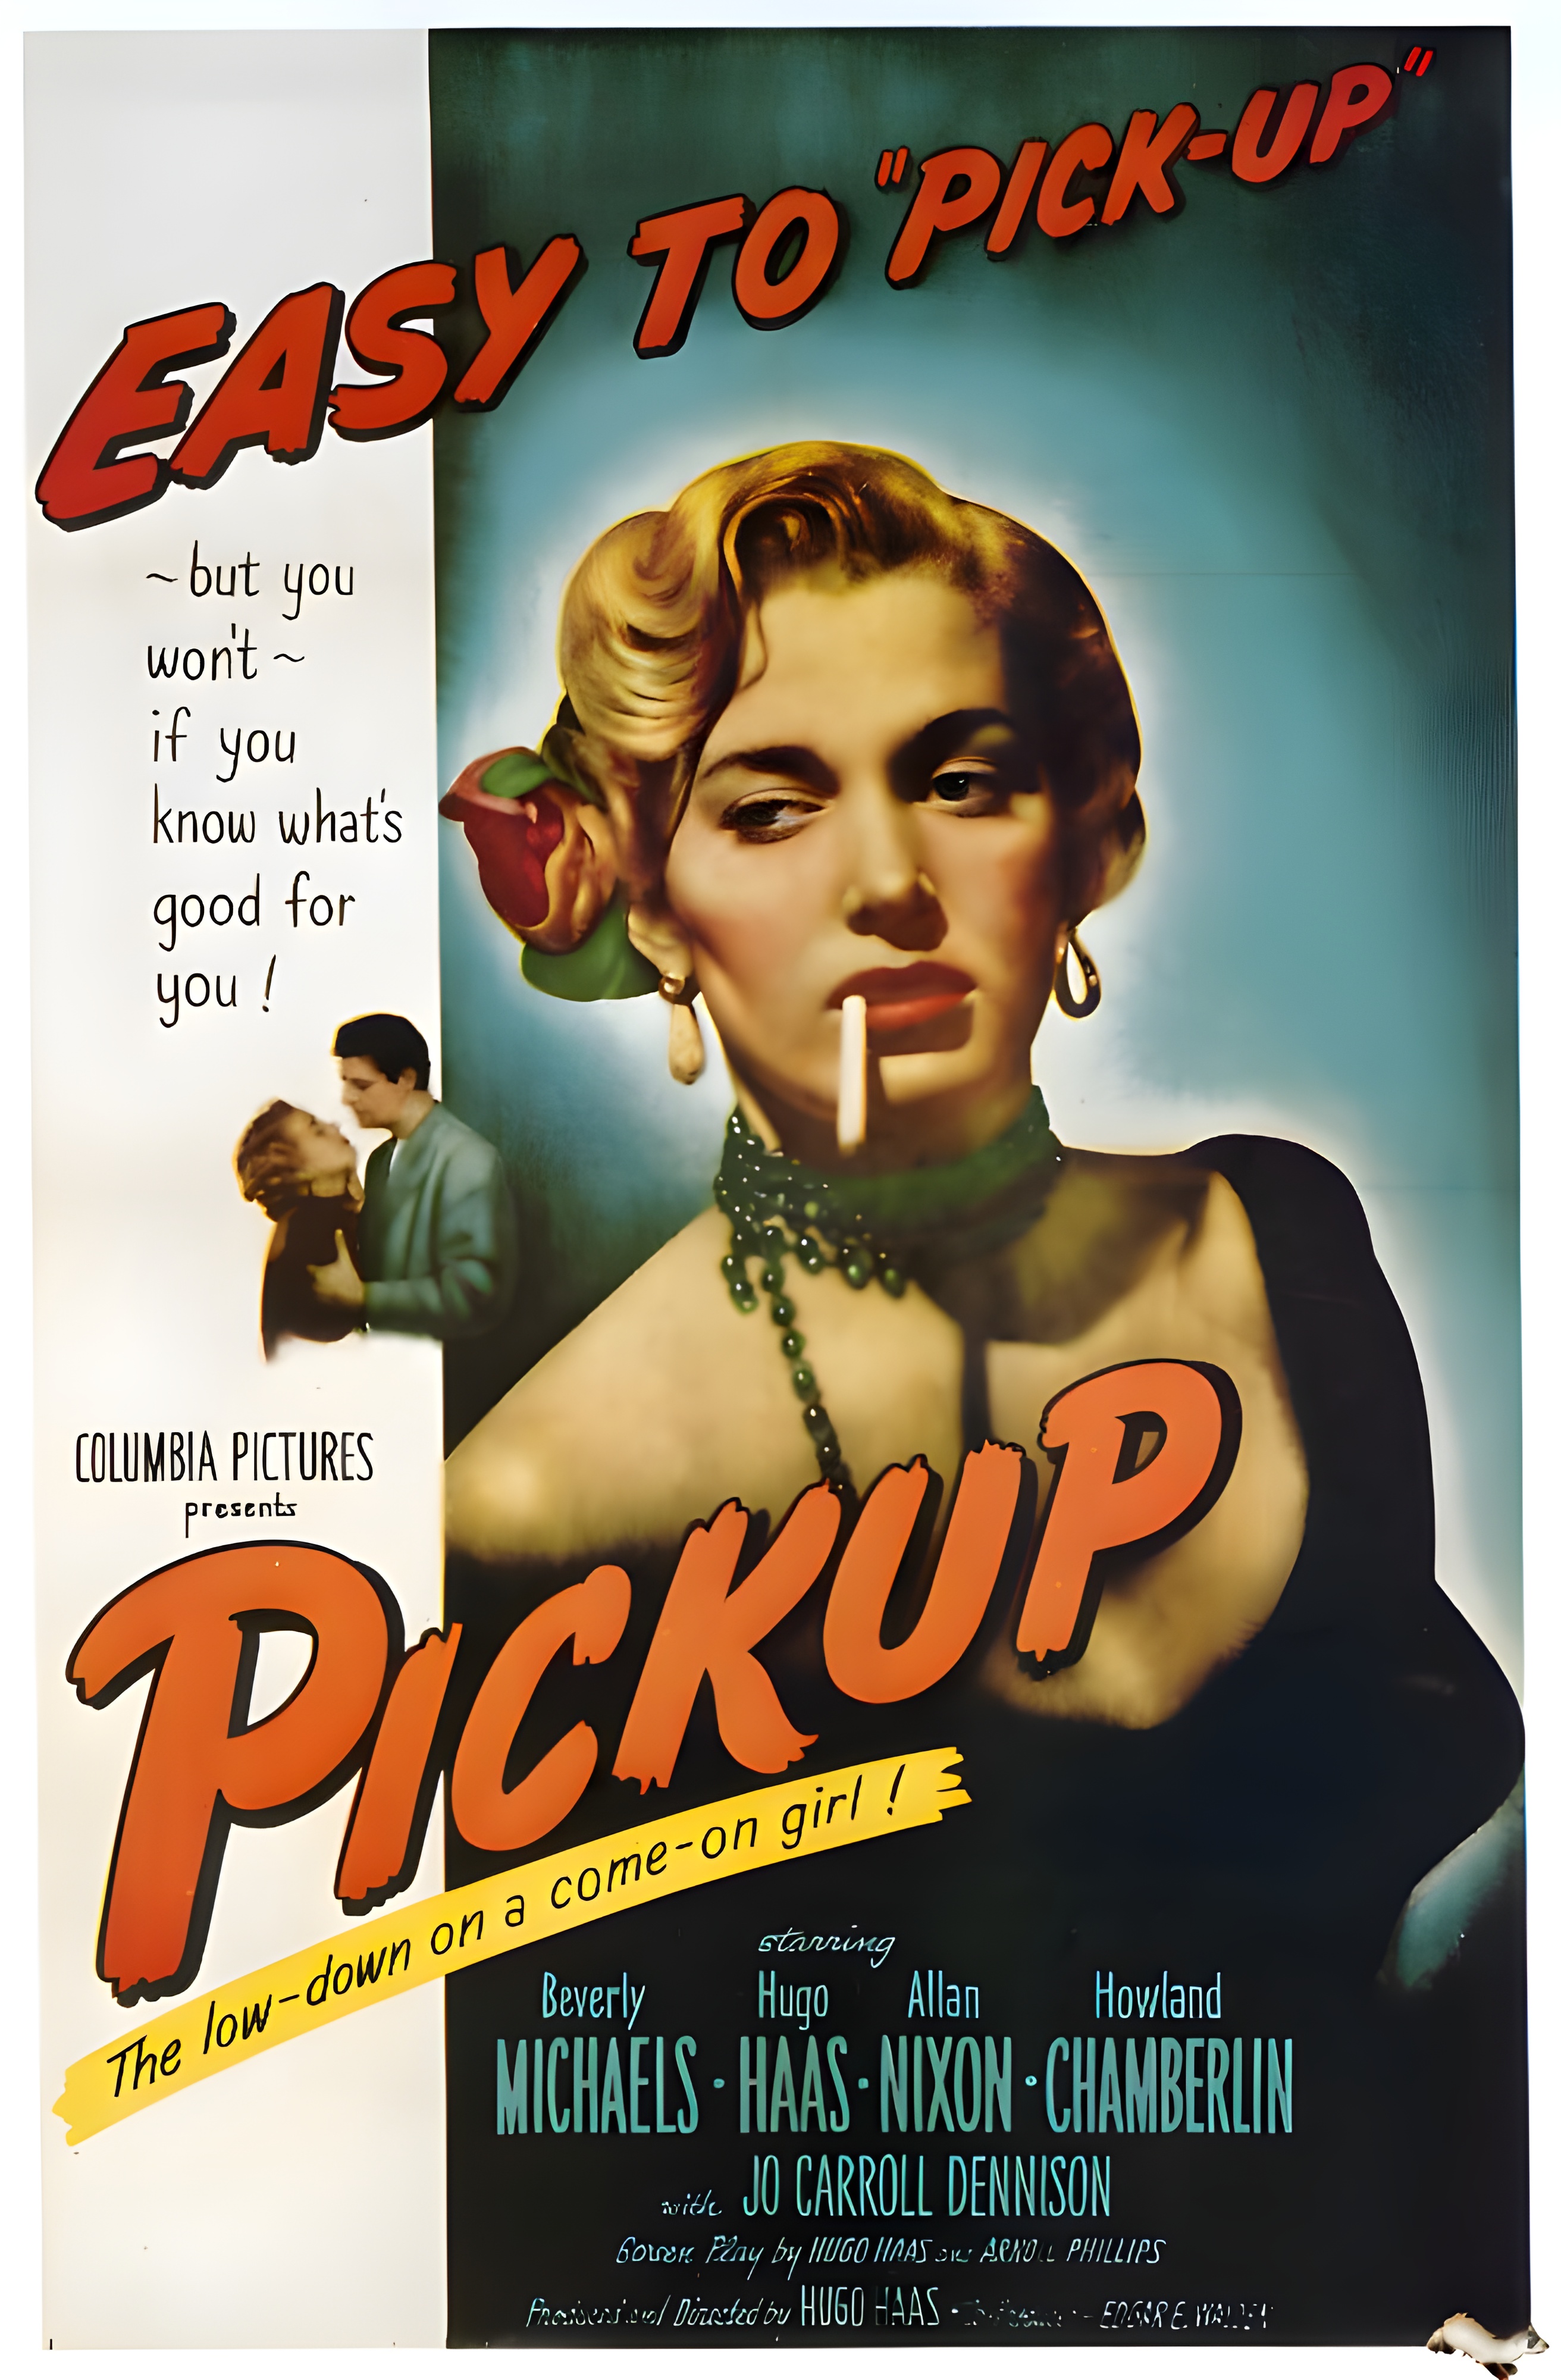 EASY TO "PICK-UP"
~but you
won't~
if you
know what's
good for
you!
COLUMBIA PICTURES
presents
PICKUP
The low-down on a come-on girl!
starring
Beverly Hugo Allan Howland
MICHAELS · HAAS · NIXON · CHAMBERLIN
with JO CARROLL DENNISON
Play by HUGO HAAS PHILLIPS
Directed by HUGO HAAS · EDGAR E.